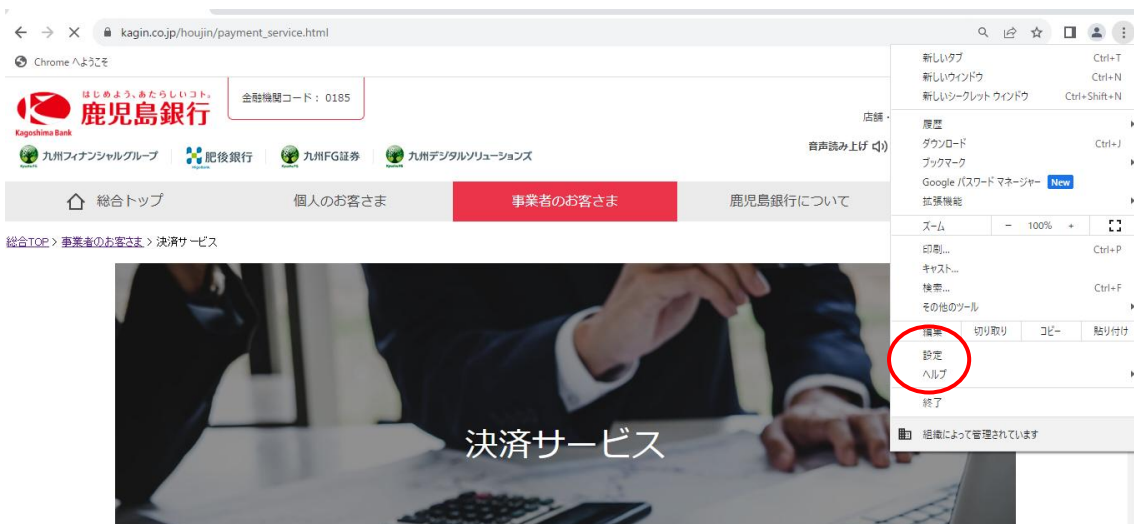 kagin.co.jp/houjin/payment_service.html
Chrome へようこそ
はじめよう、あたらしいコト。
鹿児島銀行
Kagoshima Bank
金融機関コード： 0185
店舗・
九州フィナンシャルグループ
肥後銀行
九州FG証券
九州デジタルソリューションズ
音声読み上げ
総合トップ
個人のお客さま
事業者のお客さま
鹿児島銀行について
総合TOP > 事業者のお客さま > 決済サービス
決済サービス
新しいタブ Ctrl+T
新しいウィンドウ Ctrl+N
新しいシークレット ウィンドウ Ctrl+Shift+N
履歴
ダウンロード Ctrl+J
ブックマーク
Google パスワード マネージャー New
拡張機能
ズーム － 100% +
印刷... Ctrl+P
キャスト...
検索... Ctrl+F
その他のツール
編集 切り取り コピー 貼り付け
設定
ヘルプ
終了
組織によって管理されています